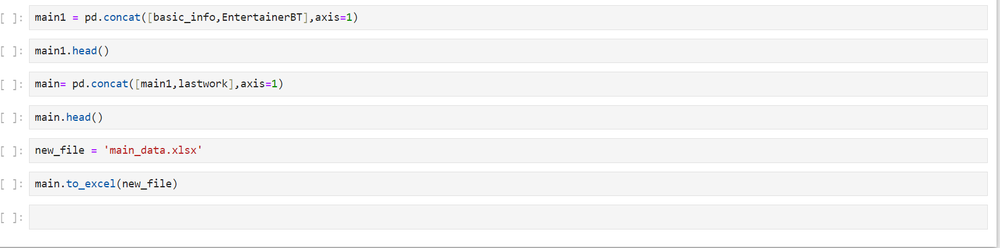 [ ]: main1 = pd.concat([basic_info,EntertainerBT],axis=1)
[ ]: main1.head()
[ ]: main= pd.concat([main1,lastwork],axis=1)
[ ]: main.head()
[ ]: new_file = 'main_data.xlsx'
[ ]: main.to_excel(new_file)
[ ]: